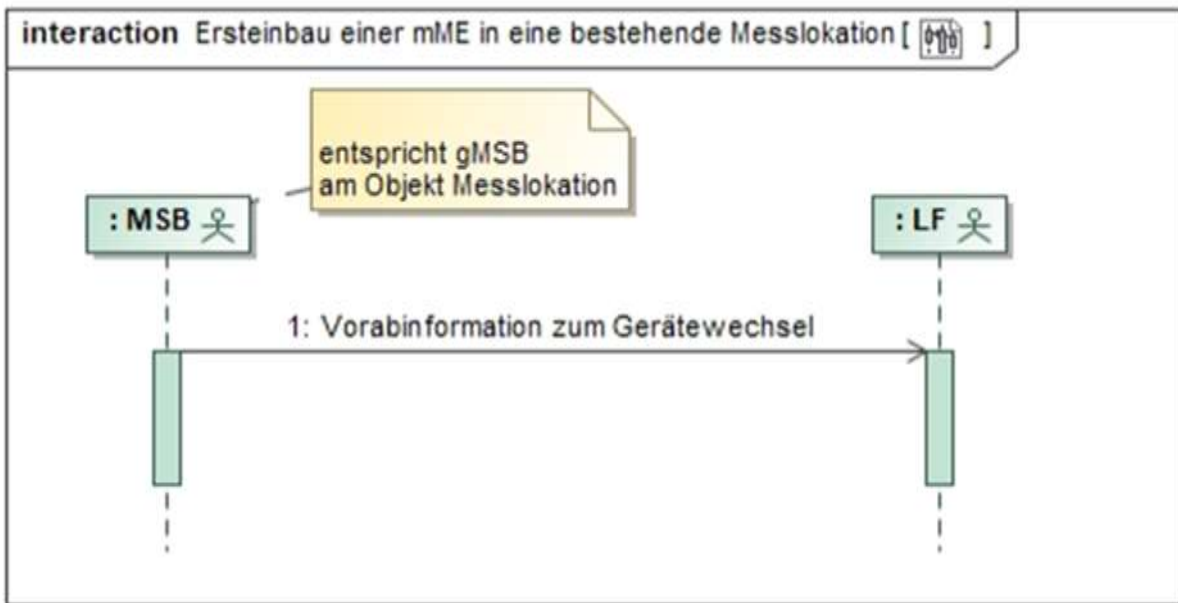 interaction Ersteinbau einer mME in eine bestehende Messlokation [ ]
entspricht gMSB
am Objekt Messlokation
: MSB
: LF
1: Vorabinformation zum Gerätewechsel